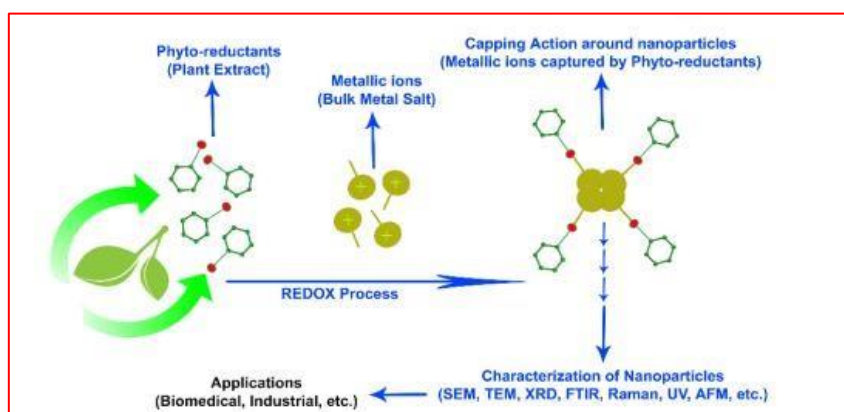 Phyto-reductants
(Plant Extract)
Metallic ions
(Bulk Metal Salt)
Capping Action around nanoparticles
(Metallic ions captured by Phyto-reductants)
+ +
+ +
REDOX Process
Characterization of Nanoparticles
(SEM, TEM, XRD, FTIR, Raman, UV, AFM, etc.)
Applications
(Biomedical, Industrial, etc.)